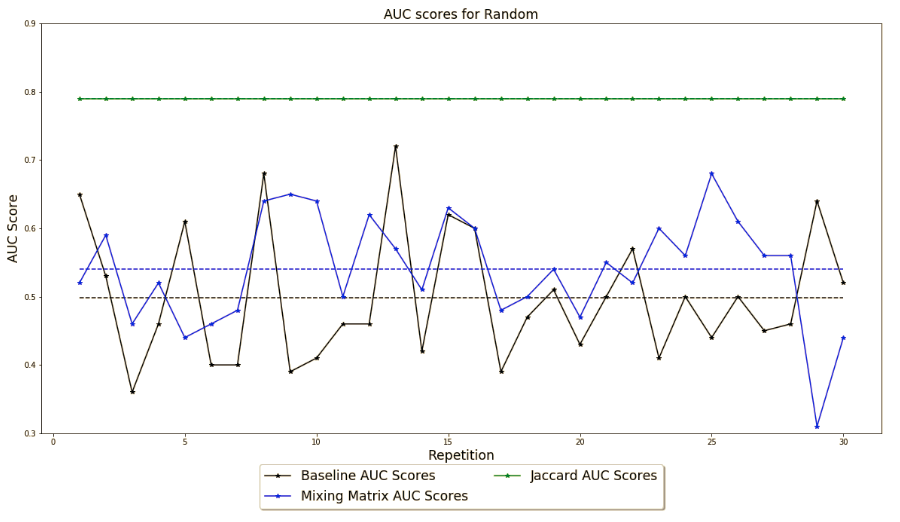 AUC scores for Random
AUC Score
0.9
0.8
0.7
0.6
0.5
0.4
0.3
0 5 10 15 20 25 30
Repetition
Baseline AUC Scores
Mixing Matrix AUC Scores
Jaccard AUC Scores